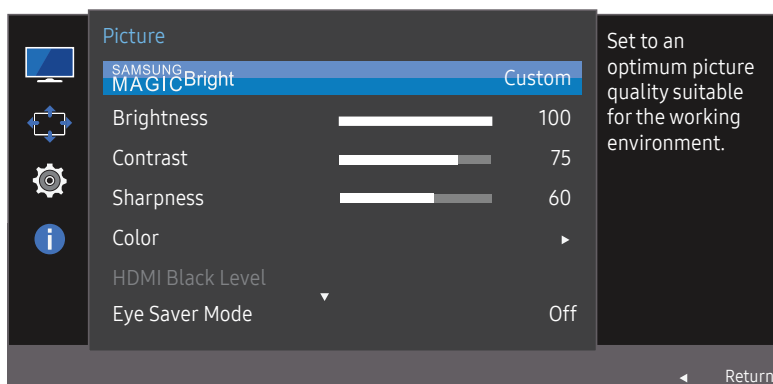 Picture
SAMSUNG
MAGICBright Custom
Brightness 100
Contrast 75
Sharpness 60
Color ►
HDMI Black Level
▼
Eye Saver Mode Off
Set to an
optimum picture
quality suitable
for the working
environment.
◄ Return